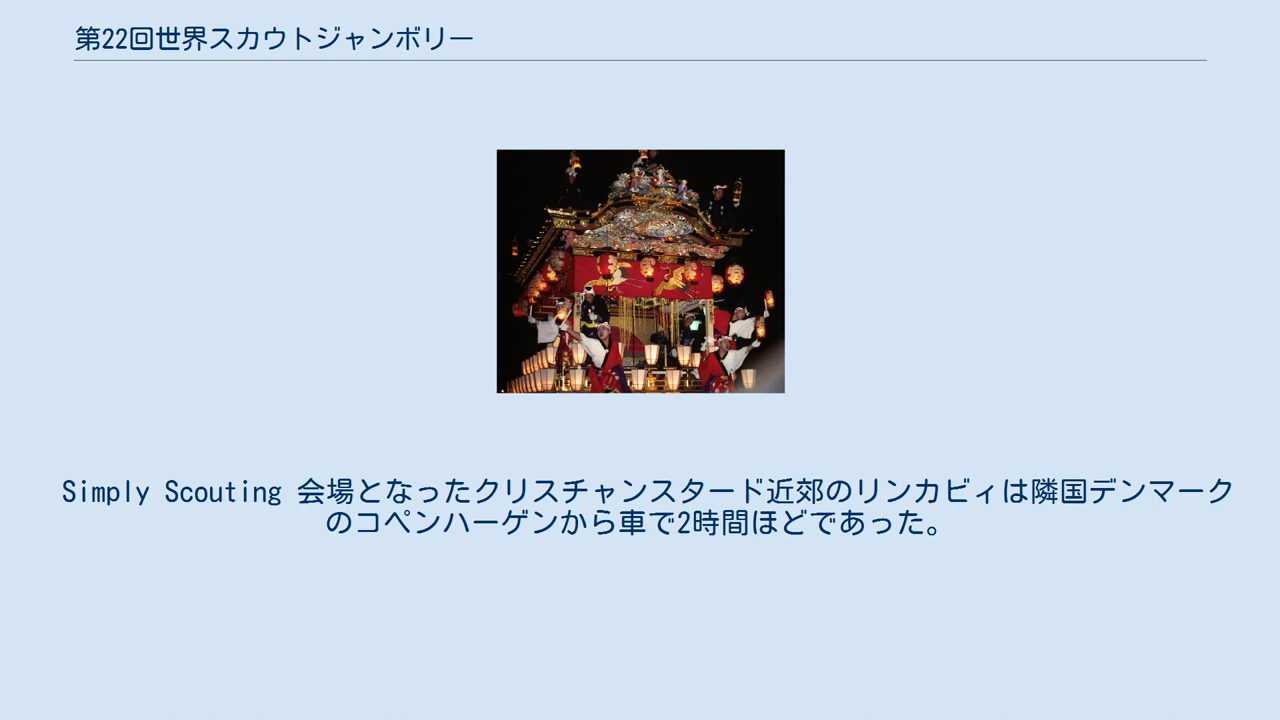 第22回世界スカウトジャンボリー
Simply Scouting 会場となったクリスチャンスタード近郊のリンカビィは隣国デンマーク
のコペンハーゲンから車で2時間ほどであった。